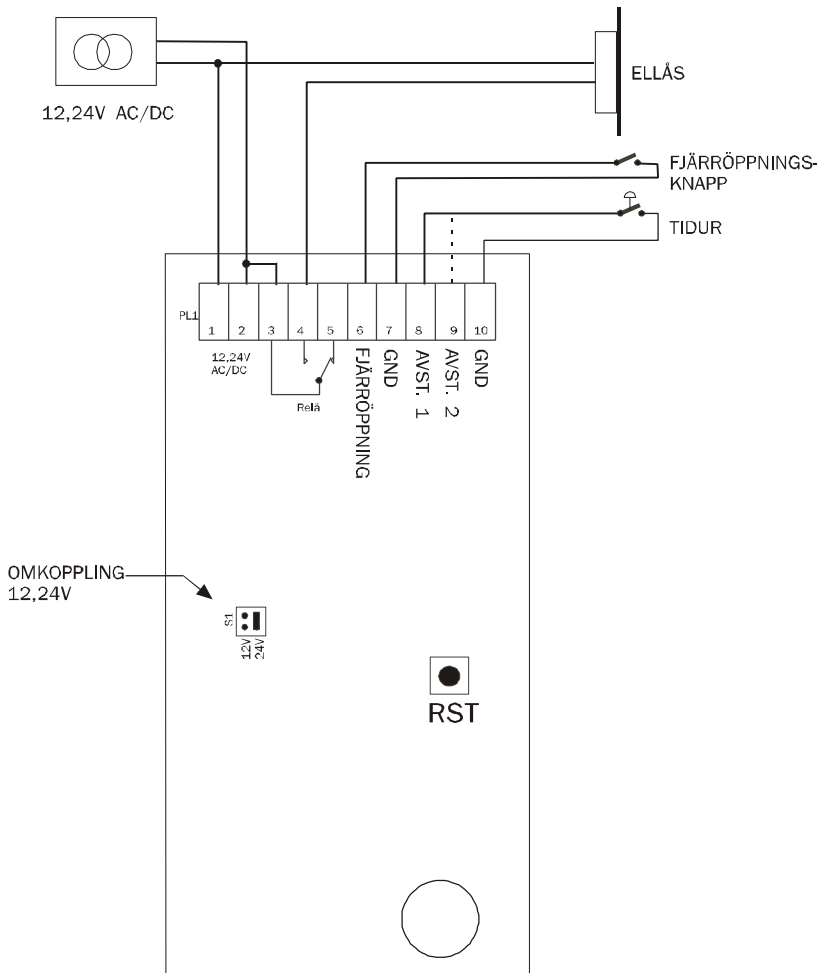 12,24V AC/DC
ELLÅS
FJÄRRÖPPNINGS-
KNAPP
TIDUR
PL1
1 2 3 4 5 6 7 8 9 10
12,24V
AC/DC
Relä
FJÄRRÖPPNING
GND
AVST. 1
AVST. 2
GND
OMKOPPLING
12,24V
S1
12V
24V
RST